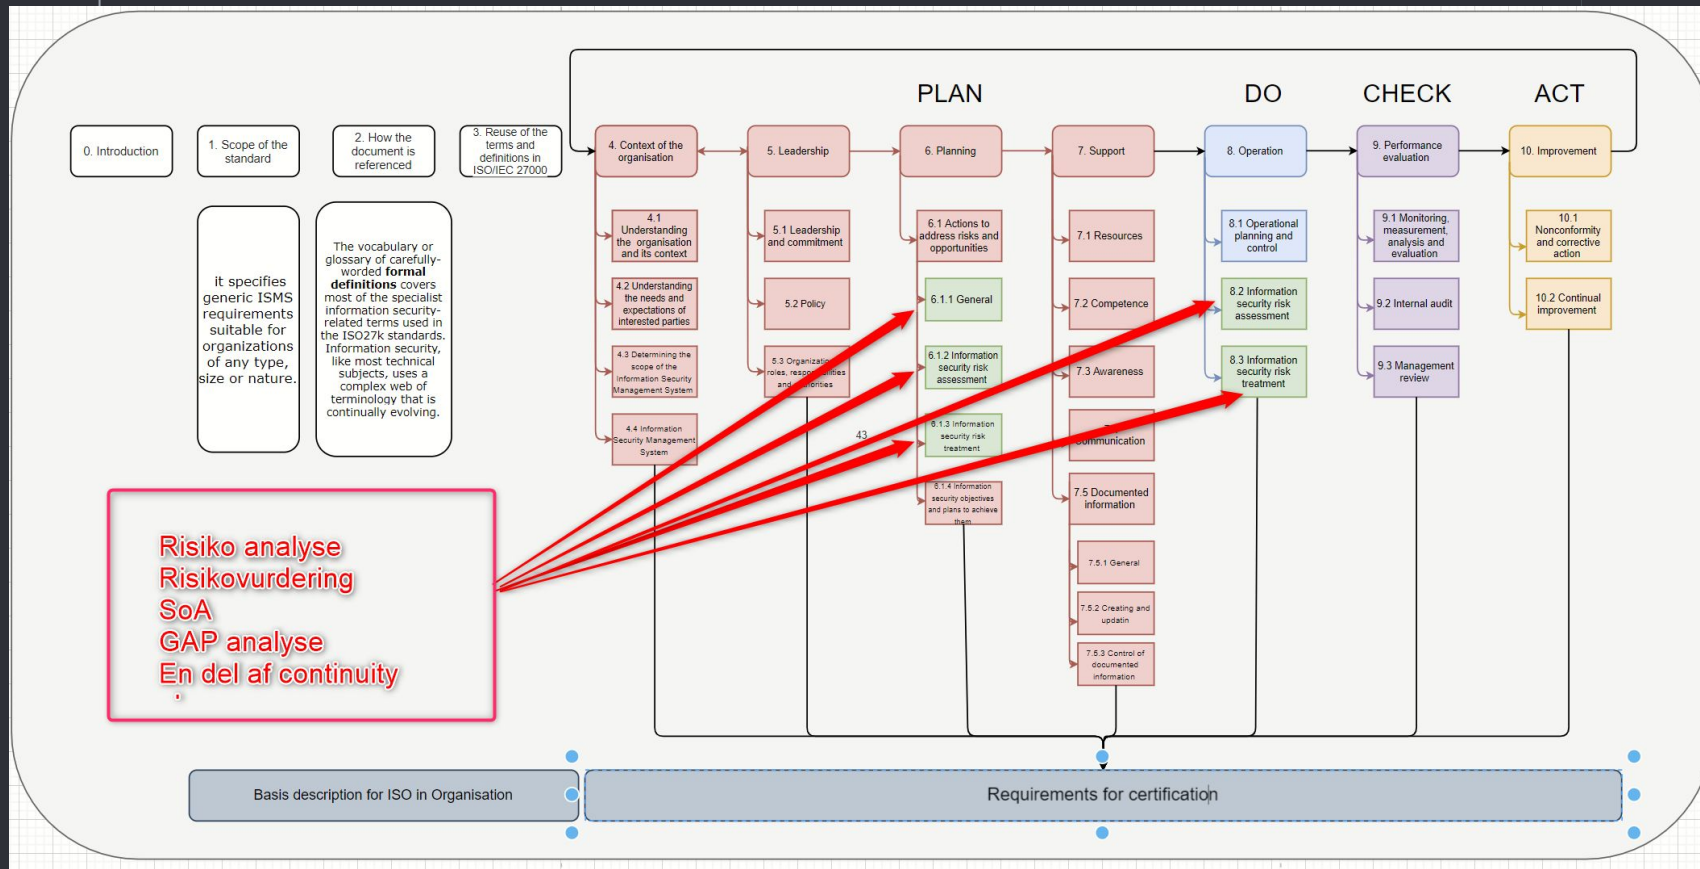 PLAN
DO
CHECK
ACT
0. Introduction
1. Scope of the
standard
2. How the
document is
referenced
3. Reuse of the
terms and
definitions in
ISO/IEC 27000
4. Context of the
organisation
5. Leadership
6. Planning
7. Support
8. Operation
9. Performance
evaluation
10. Improvement
it specifies
generic ISMS
requirements
suitable for
organizations
of any type,
size or nature.
The vocabulary or
glossary of carefully-
worded formal
definitions covers
most of the specialist
information security-
related terms used in
the ISO27k standards.
Information security,
like most technical
subjects, uses a
complex web of
terminology that is
continually evolving.
4.1
Understanding
the organisation
and its context
4.2 Understanding
the needs and
expectations of
interested parties
4.3 Determining the
scope of the
Information Security
Management System
4.4 Information
Security Management
System
5.1 Leadership
and commitment
5.2 Policy
5.3 Organization
roles, responsibilities
and authorities
6.1 Actions to
address risks and
opportunities
6.1.1 General
6.1.2 Information
security risk
assessment
43
6.1.3 Information
security risk
treatment
6.1.4 Information
security objectives
and plans to achieve
them
7.1 Resources
7.2 Competence
7.3 Awareness
Communication
7.5 Documented
information
7.5.1 General
7.5.2 Creating and
updatin
7.5.3 Control of
documented
information
8.1 Operational
planning and
control
8.2 Information
security risk
assessment
8.3 Information
security risk
treatment
9.1 Monitoring,
measurement,
analysis and
evaluation
9.2 Internal audit
9.3 Management
review
10.1
Nonconformity
and corrective
action
10.2 Continual
improvement
Risiko analyse
Risikovurdering
SoA
GAP analyse
En del af continuity
Basis description for ISO in Organisation
Requirements for certification